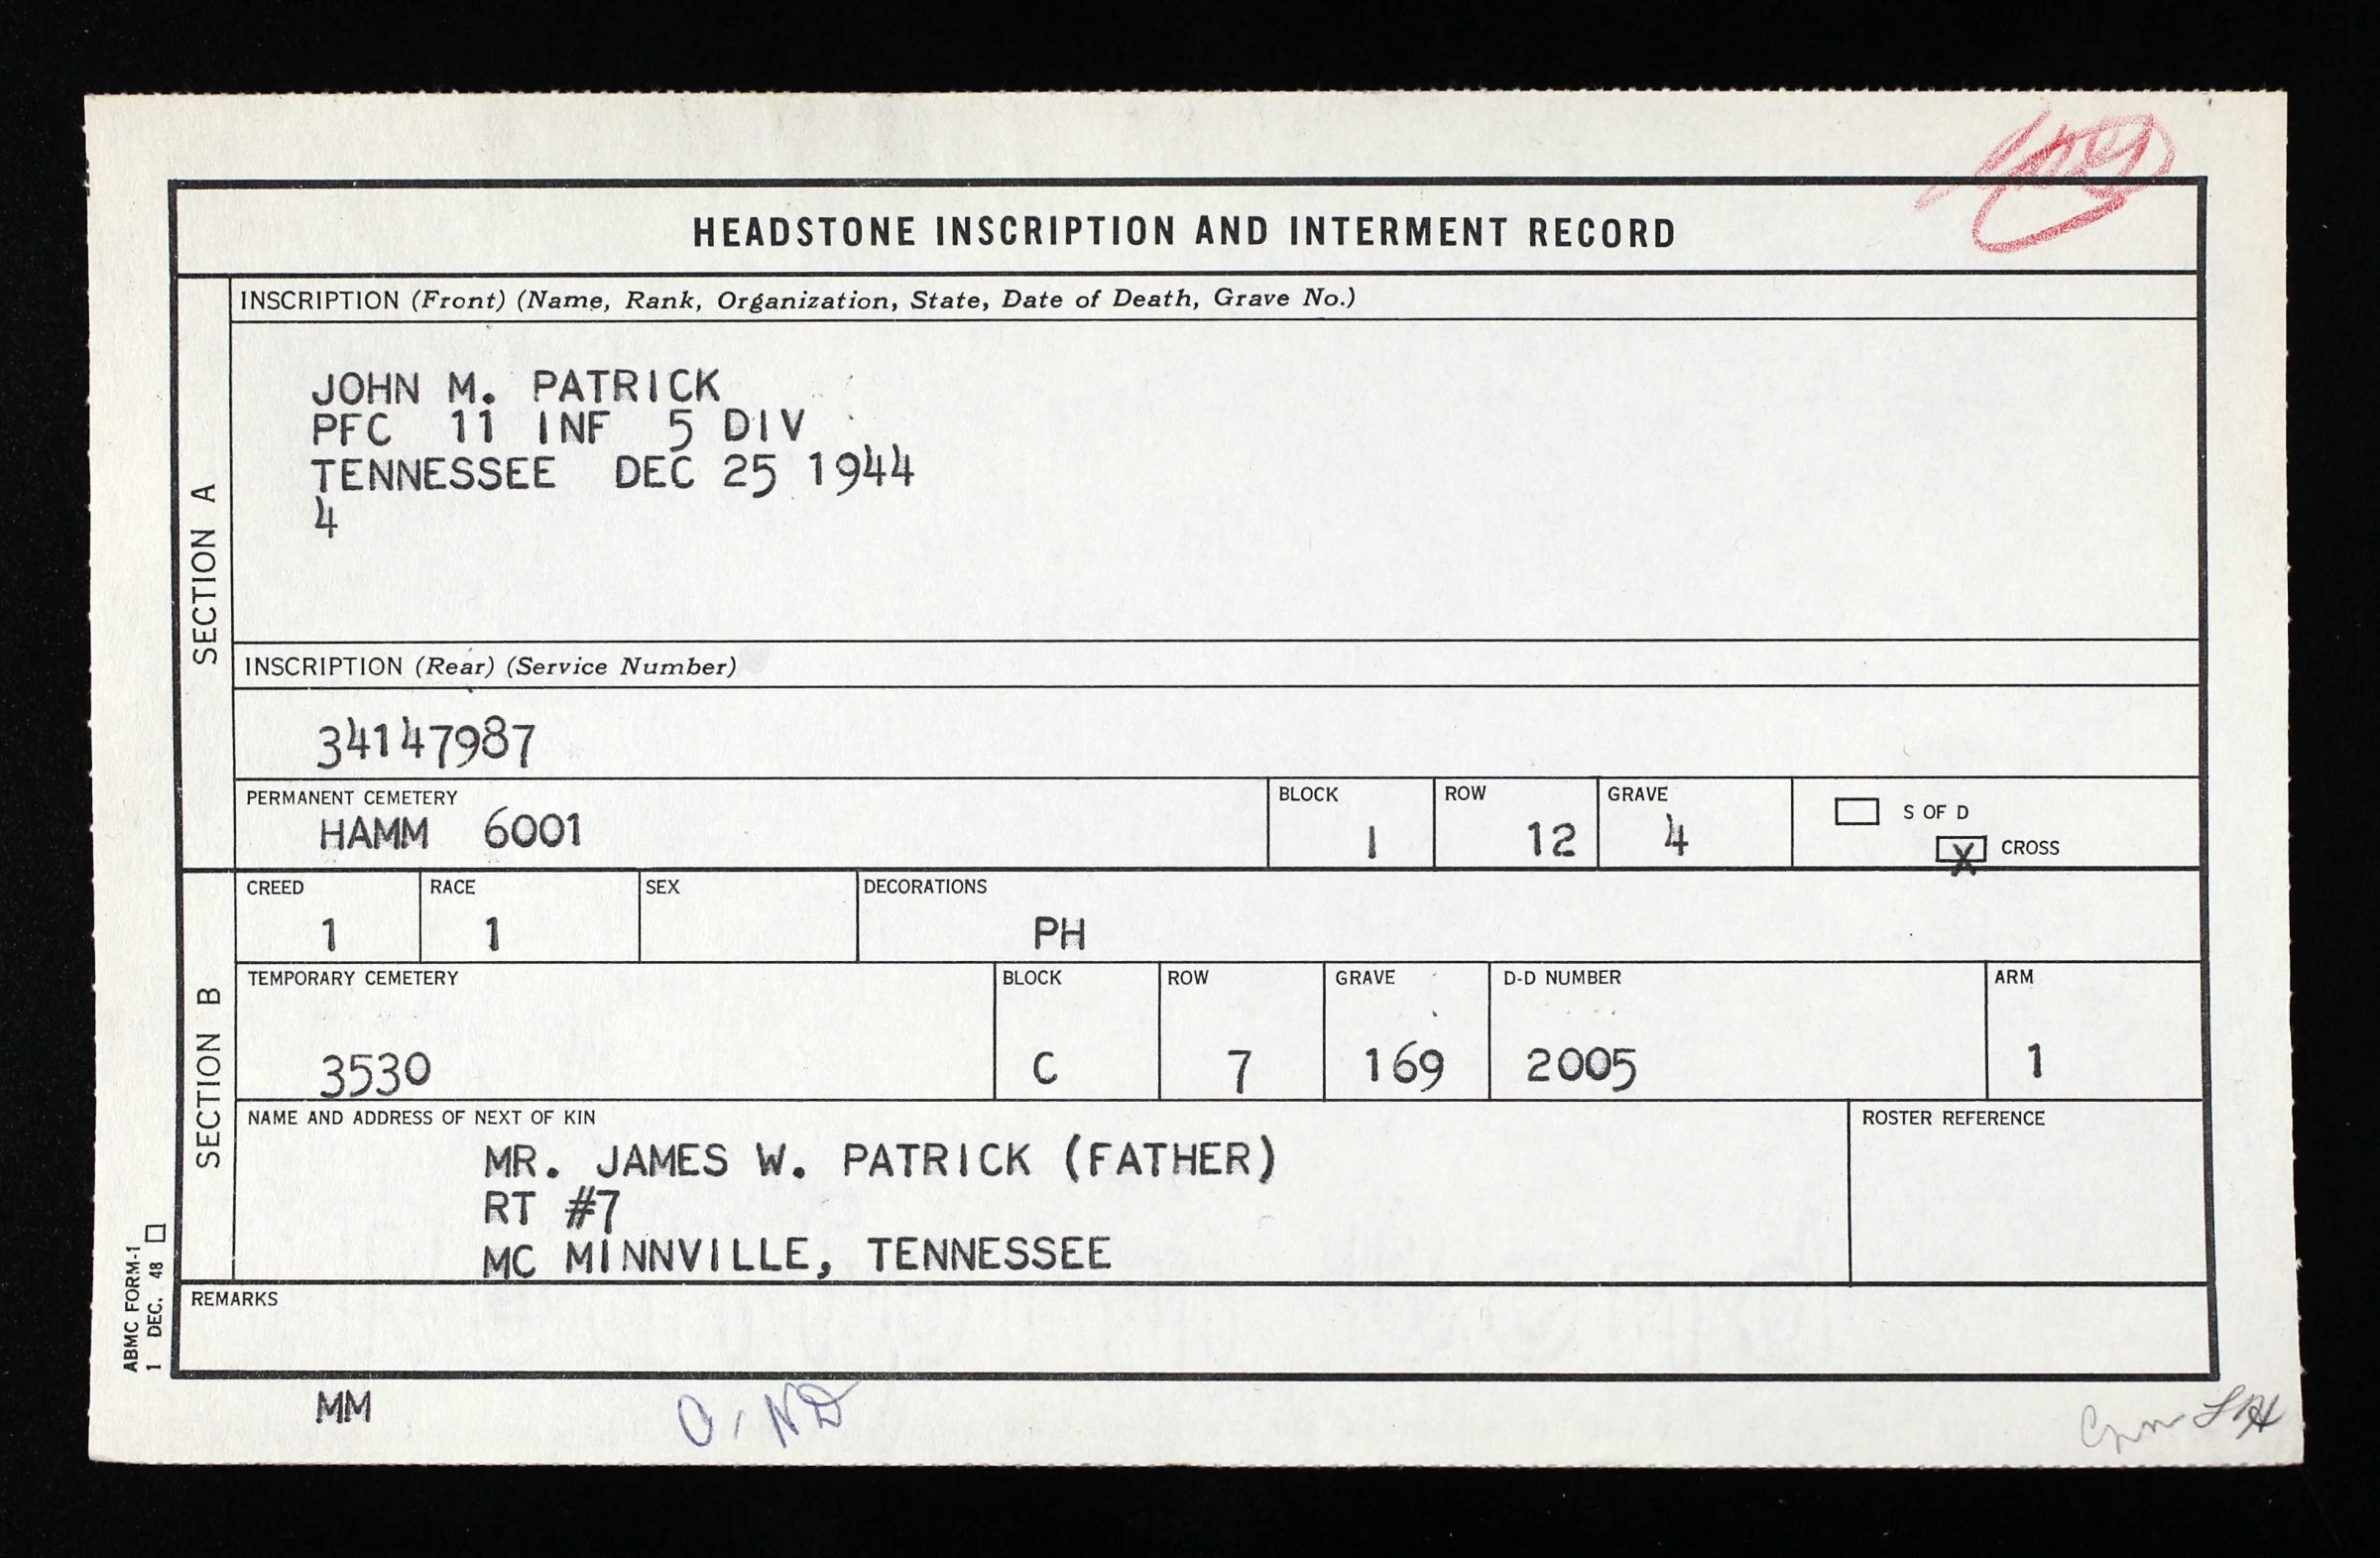 HEADSTONE INSCRIPTION AND INTERMENT RECORD
SECTION A
INSCRIPTION (Front) (Name, Rank, Organization, State, Date of Death, Grave No.)
JOHN M. PATRICK
PFC 11 INF 5 DIV
TENNESSEE DEC 25 1944
4
INSCRIPTION (Rear) (Service Number)
34147987
PERMANENT CEMETERY BLOCK ROW GRAVE
HAMM 6001 1 12 4
S OF D
X CROSS
SECTION B
CREED RACE SEX DECORATIONS
1 1 PH
TEMPORARY CEMETERY BLOCK ROW GRAVE D-D NUMBER ARM
3530 C 7 169 2005 1
NAME AND ADDRESS OF NEXT OF KIN ROSTER REFERENCE
MR. JAMES W. PATRICK (FATHER)
RT #7
MC MINNVILLE, TENNESSEE
REMARKS
ABMC FORM-1
1 DEC. 48
MM